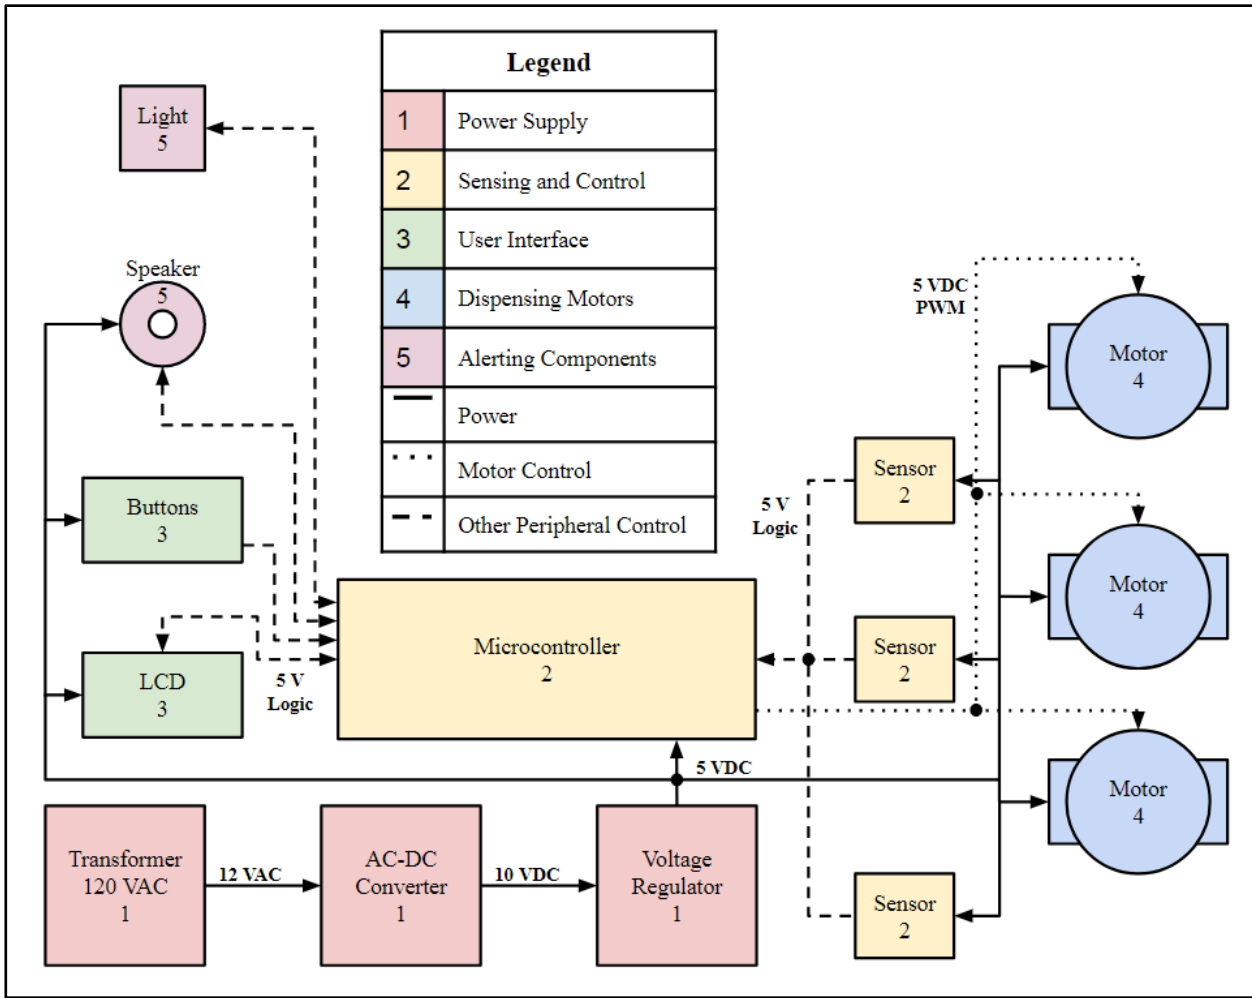 Legend
1 Power Supply
2 Sensing and Control
3 User Interface
4 Dispensing Motors
5 Alerting Components
Power
Motor Control
Other Peripheral Control
Light
5
Speaker
5
Buttons
3
LCD
3
5 V
Logic
Microcontroller
2
5 V
Logic
Sensor
2
Sensor
2
Sensor
2
5 VDC
PWM
Motor
4
Motor
4
Motor
4
5 VDC
Transformer
120 VAC
1
12 VAC
AC-DC
Converter
1
10 VDC
Voltage
Regulator
1